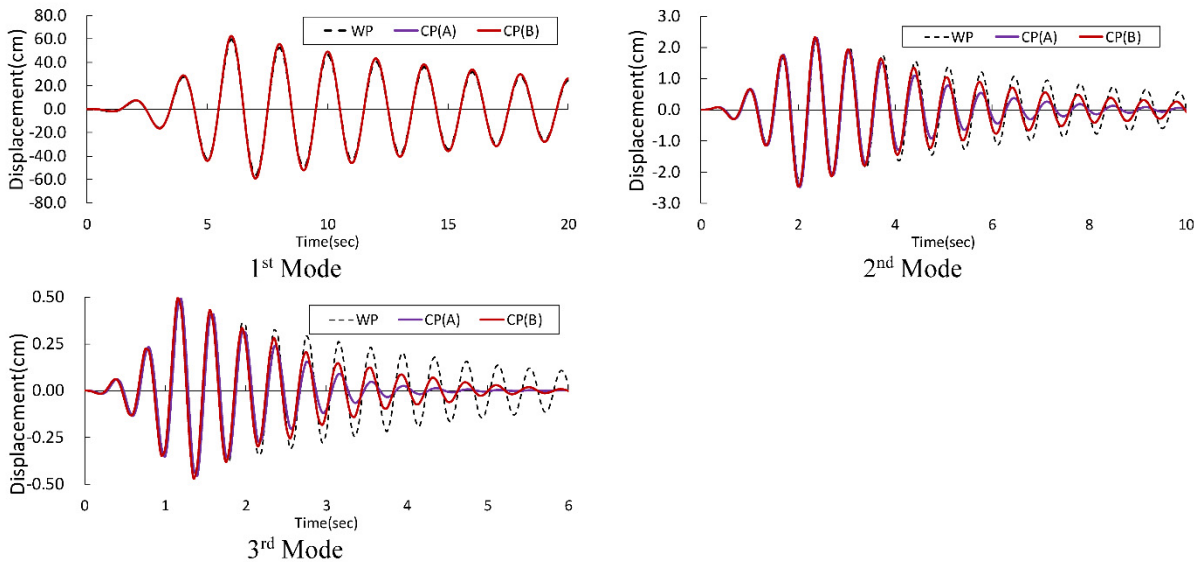 WP CP(A) CP(B)
Displacement(cm)
80.0
60.0
40.0
20.0
0.0
-20.0
-40.0
-60.0
-80.0
0 5 10 15 20
Time(sec)
1st Mode
WP CP(A) CP(B)
Displacement(cm)
3.0
2.0
1.0
0.0
-1.0
-2.0
-3.0
0 2 4 6 8 10
Time(sec)
2nd Mode
WP CP(A) CP(B)
Displacement(cm)
0.50
0.25
0.00
-0.25
-0.50
0 1 2 3 4 5 6
Time(sec)
3rd Mode